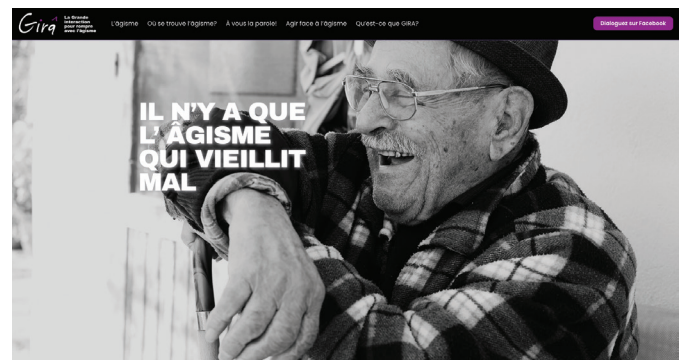 Gira
La Grande
interaction
pour rompre
avec l'âgisme
L'âgisme Où se trouve l'âgisme? À vous la parole! Agir face à l'âgisme Qu'est-ce que GIRA?
Dialoguez sur Facebook
IL N'Y A QUE
L' ÂGISME
QUI VIEILLIT
MAL